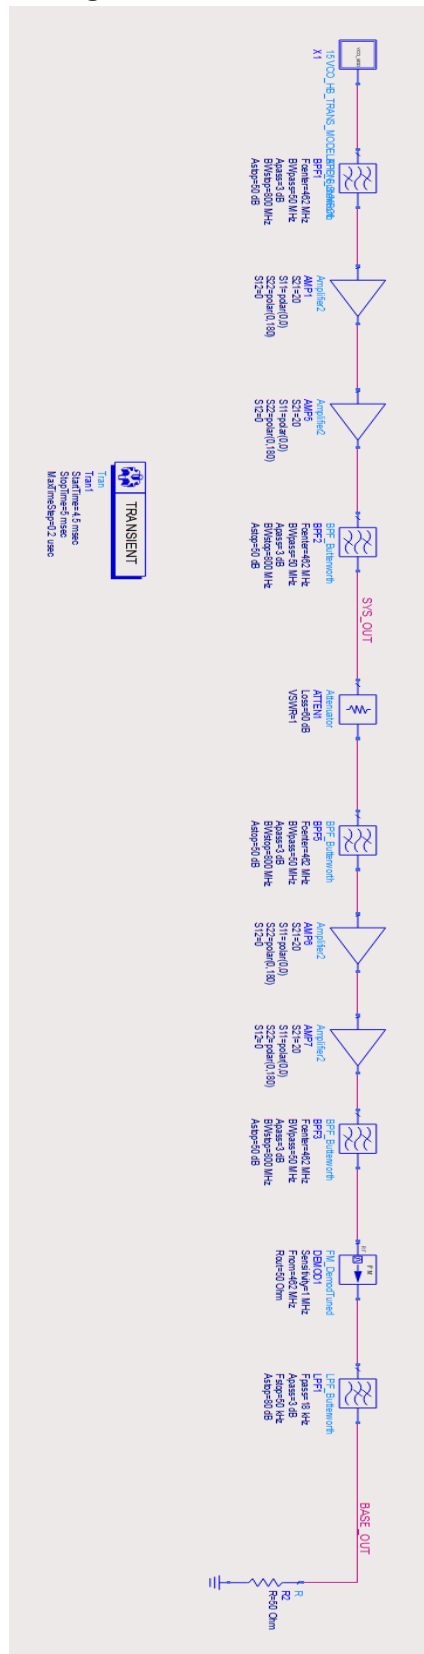 X1
BPF1
Fcenter=462 MHz
BWpass=50 MHz
Apass=3 dB
BWstop=800 MHz
Astop=50 dB
Amplifier2
AMP1
S21=20
S11=polar(0,0)
S22=polar(0,180)
S12=0
Amplifier2
AMP5
S21=20
S11=polar(0,0)
S22=polar(0,180)
S12=0
BPF_Butterworth
BPF2
Fcenter=462 MHz
BWpass=50 MHz
Apass=3 dB
BWstop=800 MHz
Astop=50 dB
SYS_OUT
Attenuator
ATTEN1
Loss=60 dB
VSWR=1
BPF_Butterworth
BPF5
Fcenter=462 MHz
BWpass=50 MHz
Apass=3 dB
BWstop=800 MHz
Astop=50 dB
Amplifier2
AMP6
S21=20
S11=polar(0,0)
S22=polar(0,180)
S12=0
Amplifier2
AMP7
S21=20
S11=polar(0,0)
S22=polar(0,180)
S12=0
BPF_Butterworth
BPF3
Fcenter=462 MHz
BWpass=50 MHz
Apass=3 dB
BWstop=800 MHz
Astop=50 dB
RF
FM
FM_DemodTuned
DEMOD1
Sensitivity=1 MHz
Fnom=462 MHz
Rout=50 Ohm
LPF_Butterworth
LPF1
Fpass=18 kHz
Apass=3 dB
Fstop=50 kHz
Astop=80 dB
BASE_OUT
R
R2
R=50 Ohm
TRANSIENT
Tran
Tran1
StartTime=4.5 msec
StopTime=5 msec
MaxTimeStep=0.2 usec